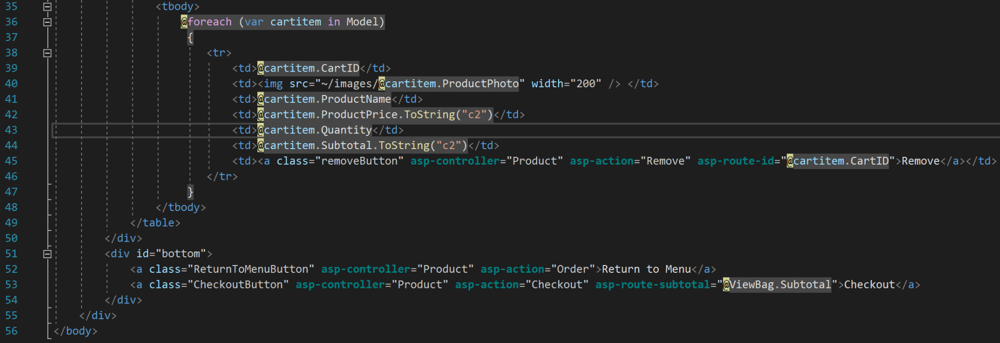 35 <tbody>
36 @foreach (var cartitem in Model)
37 {
38 <tr>
39 <td>@cartitem.CartID</td>
40 <td><img src="~/images/@cartitem.ProductPhoto" width="200" /> </td>
41 <td>@cartitem.ProductName</td>
42 <td>@cartitem.ProductPrice.ToString("c2")</td>
43 <td>@cartitem.Quantity</td>
44 <td>@cartitem.Subtotal.ToString("c2")</td>
45 <td><a class="removeButton" asp-controller="Product" asp-action="Remove" asp-route-id="@cartitem.CartID">Remove</a></td>
46 </tr>
47 }
48 </tbody>
49 </table>
50 </div>
51 <div id="bottom">
52 <a class="ReturnToMenuButton" asp-controller="Product" asp-action="Order">Return to Menu</a>
53 <a class="CheckoutButton" asp-controller="Product" asp-action="Checkout" asp-route-subtotal="@ViewBag.Subtotal">Checkout</a>
54 </div>
55 </div>
56 </body>